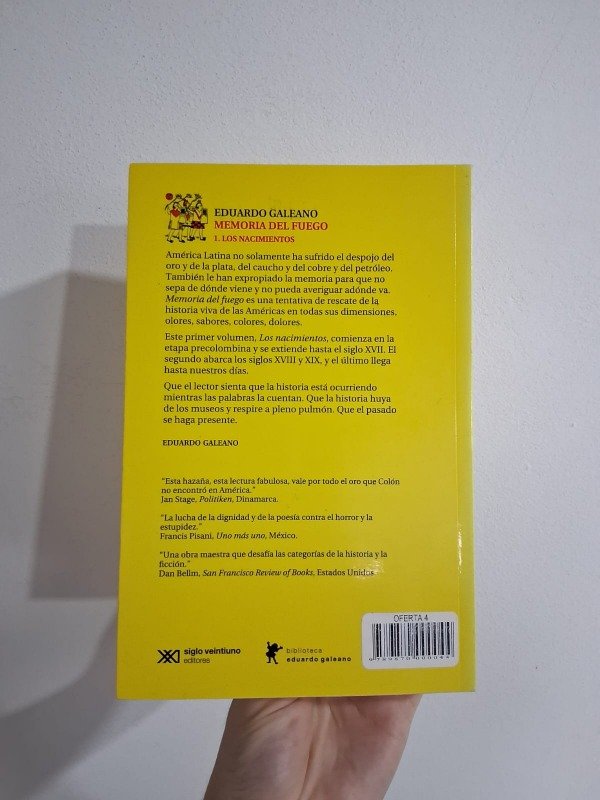 EDUARDO GALEANO
MEMORIA DEL FUEGO
1. LOS NACIMIENTOS
América Latina no solamente ha sufrido el despojo del
oro y de la plata, del caucho y del cobre y del petróleo.
También le han expropiado la memoria para que no
sepa de dónde viene y no pueda averiguar adónde va.
Memoria del fuego es una tentativa de rescate de la
historia viva de las Américas en todas sus dimensiones,
olores, sabores, colores, dolores.
Este primer volumen, Los nacimientos, comienza en la
etapa precolombina y se extiende hasta el siglo XVII. El
segundo abarca los siglos XVIII y XIX, y el último llega
hasta nuestros días.
Que el lector sienta que la historia está ocurriendo
mientras las palabras la cuentan. Que la historia huya
de los museos y respire a pleno pulmón. Que el pasado
se haga presente.
EDUARDO GALEANO
"Esta hazaña, esta lectura fabulosa, vale por todo el oro que Colón
no encontró en América."
Jan Stage, Politiken, Dinamarca.
"La lucha de la dignidad y de la poesía contra el horror y la
estupidez."
Francis Pisani, Uno más uno, México.
"Una obra maestra que desafía las categorías de la historia y la
ficción."
Dan Bellm, San Francisco Review of Books, Estados Unidos
OFERTA 4
siglo veintiuno
editores
biblioteca
eduardo galeano